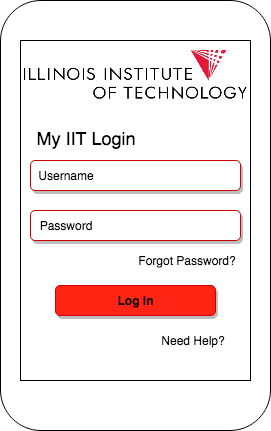 ILLINOIS INSTITUTE
OF TECHNOLOGY
My IIT Login
Username
Password
Forgot Password?
Log In
Need Help?